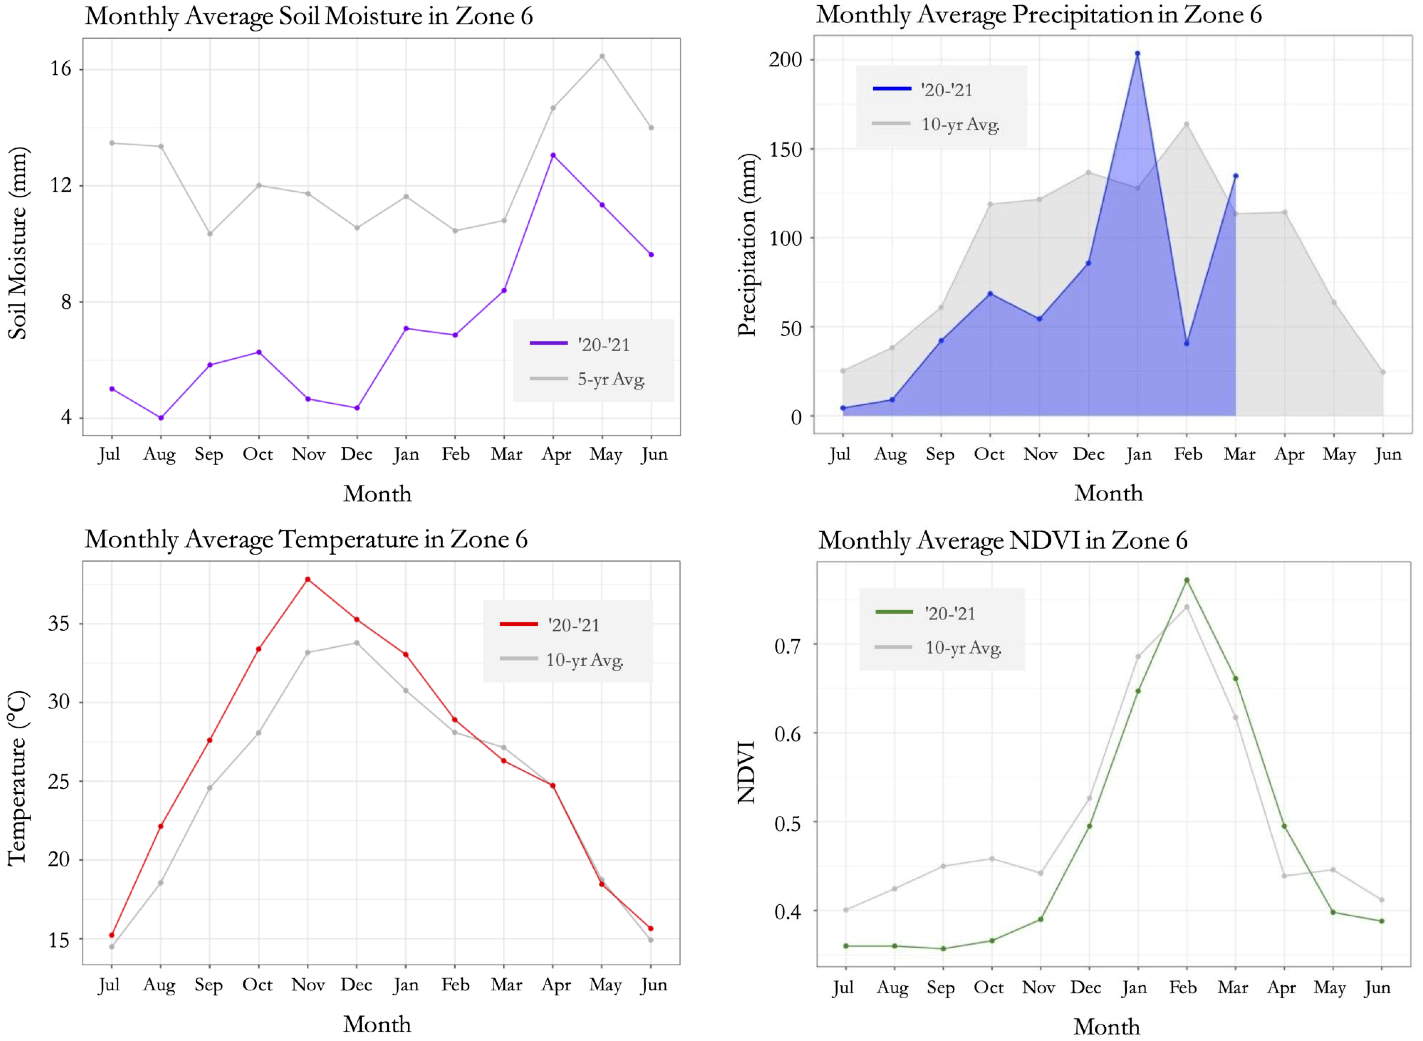 Monthly Average Soil Moisture in Zone 6
Soil Moisture (mm)
16
12
8
4
'20-'21
5-yr Avg.
Jul Aug Sep Oct Nov Dec Jan Feb Mar Apr May Jun
Month
Monthly Average Precipitation in Zone 6
Precipitation (mm)
200
150
100
50
0
'20-'21
10-yr Avg.
Jul Aug Sep Oct Nov Dec Jan Feb Mar Apr May Jun
Month
Monthly Average Temperature in Zone 6
Temperature (°C)
35
30
25
20
15
'20-'21
10-yr Avg.
Jul Aug Sep Oct Nov Dec Jan Feb Mar Apr May Jun
Month
Monthly Average NDVI in Zone 6
NDVI
0.7
0.6
0.5
0.4
'20-'21
10-yr Avg.
Jul Aug Sep Oct Nov Dec Jan Feb Mar Apr May Jun
Month